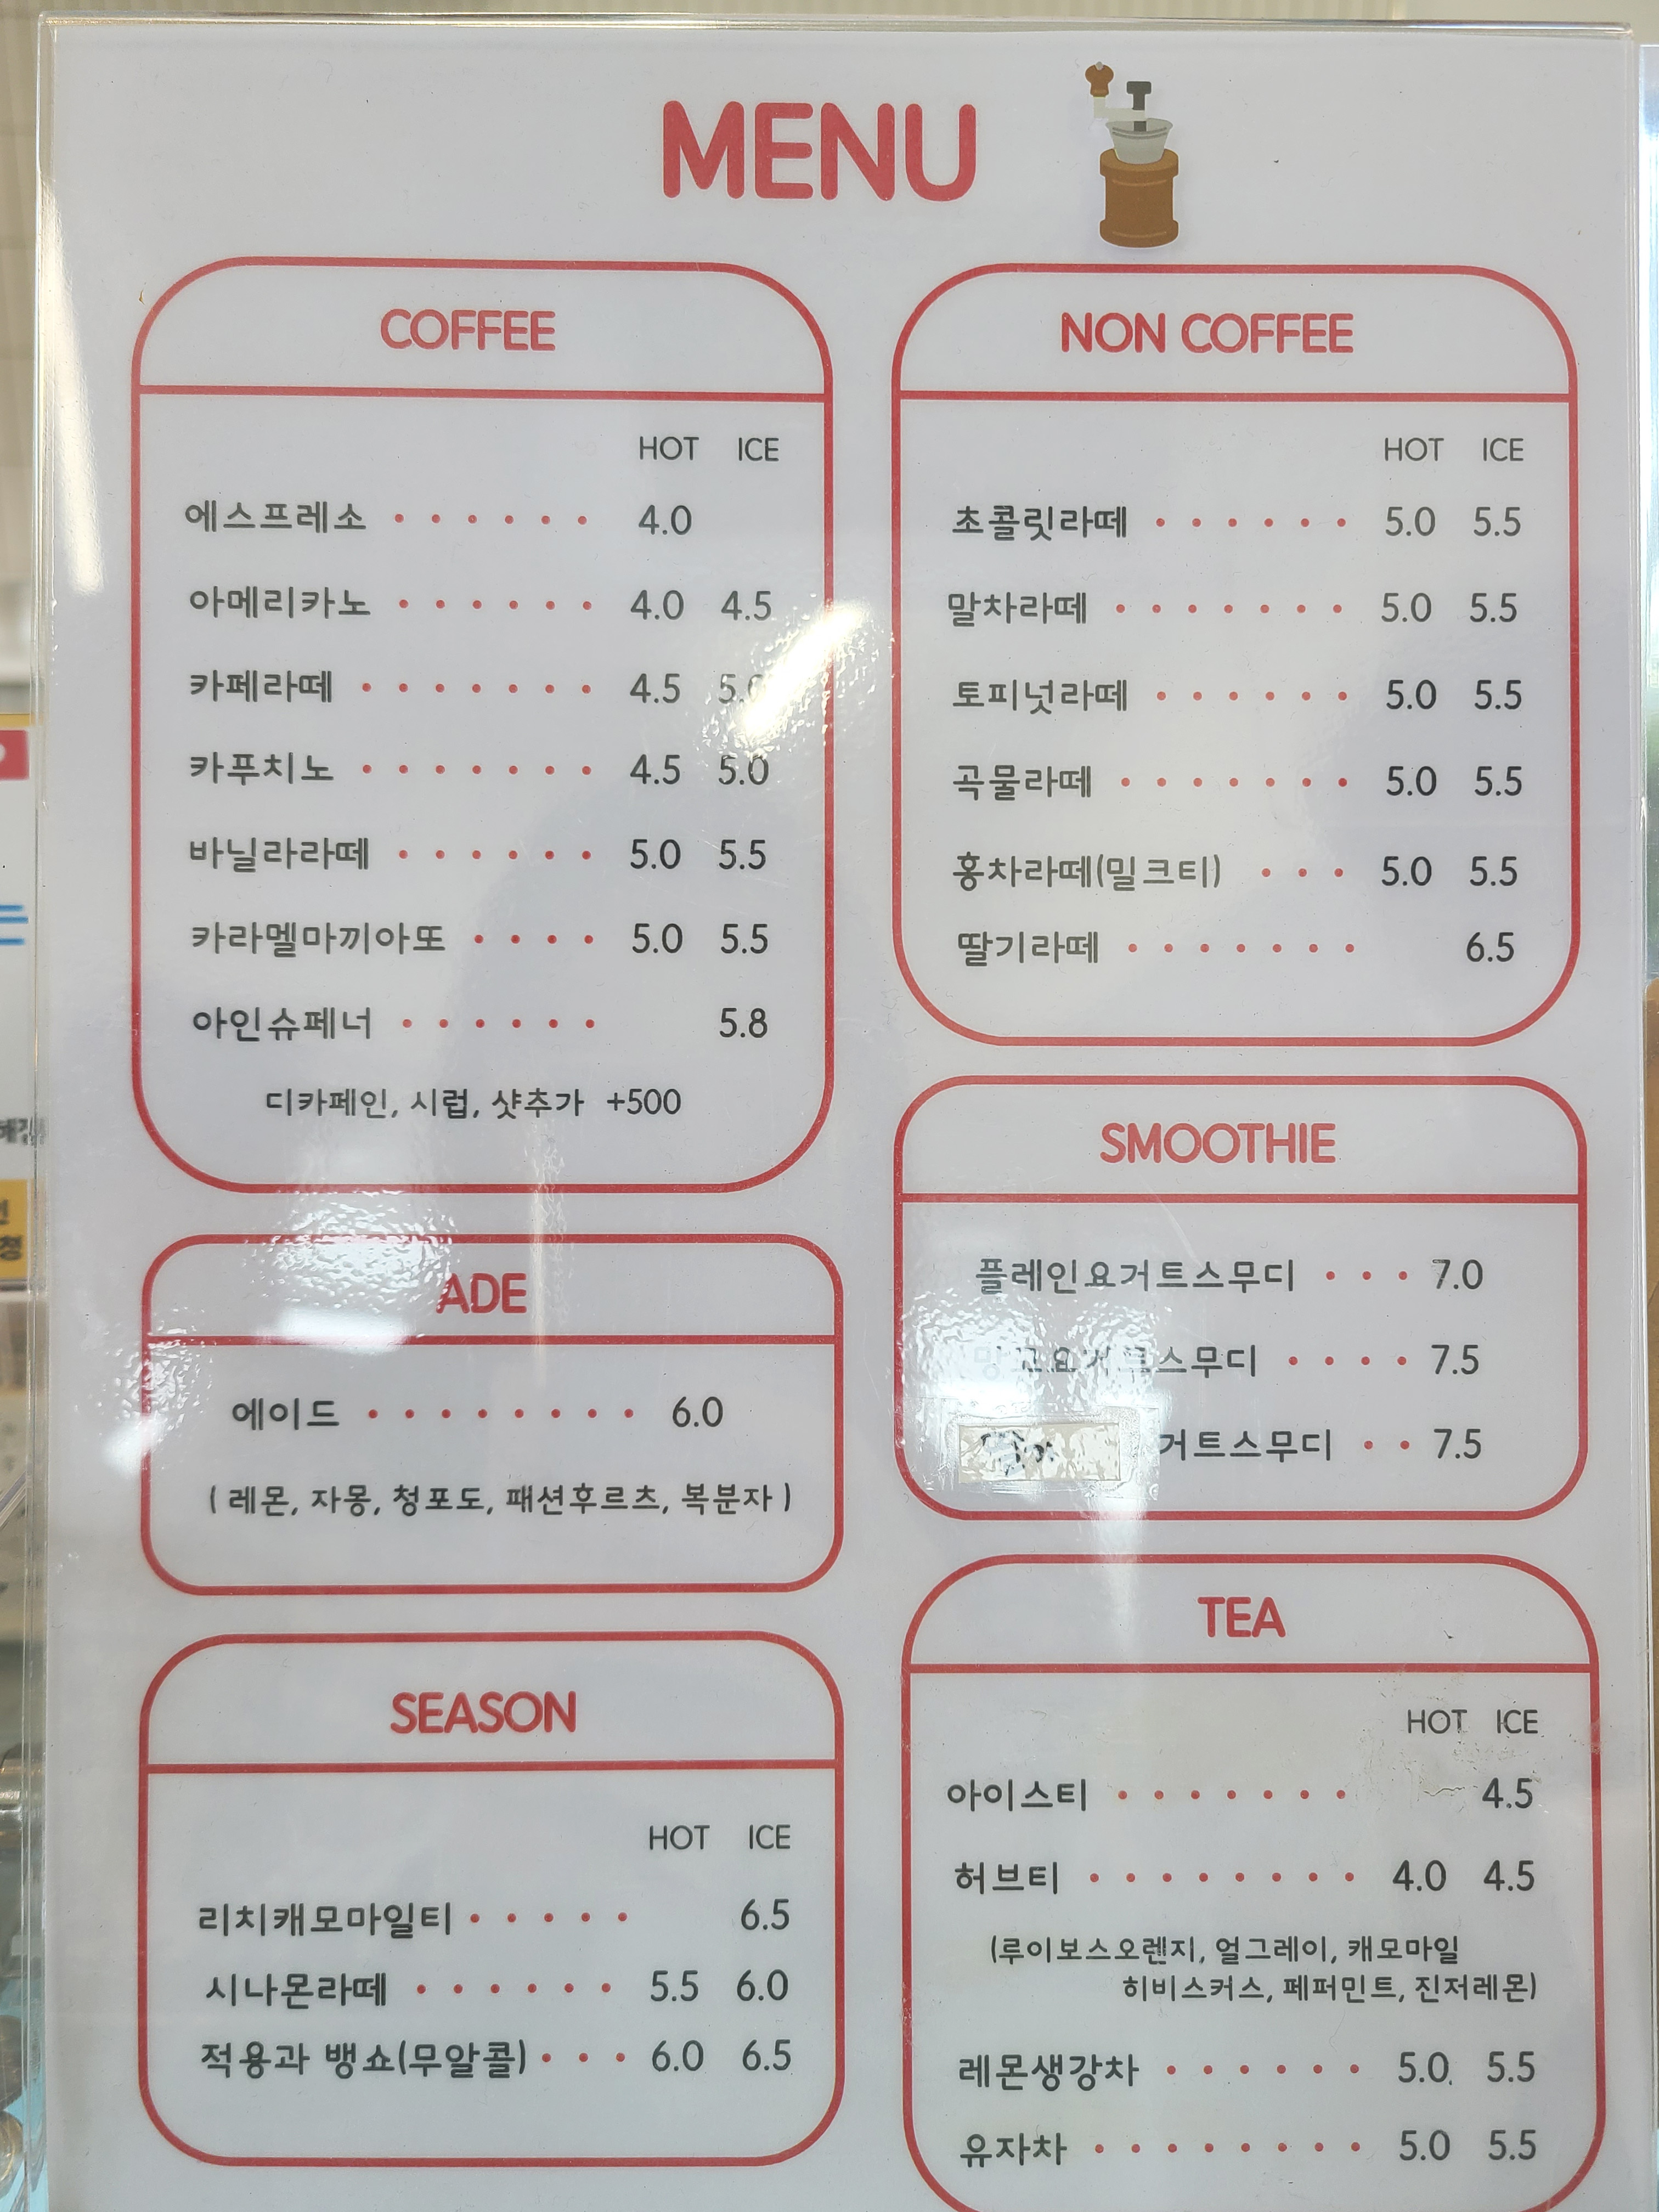 MENU
COFFEE
HOT ICE
에스프레소 4.0
아메리카노 4.0 4.5
카페라떼 4.5
카푸치노 4.5 5.0
바닐라라떼 5.0 5.5
카라멜마끼아또 5.0 5.5
아인슈페너 5.8
디카페인, 시럽, 샷추가 +500
ADE
에이드 6.0
( 레몬, 자몽, 청포도, 패션후르츠, 복분자 )
SEASON
HOT ICE
리치캐모마일티 6.5
시나몬라떼 5.5 6.0
적용과 뱅쇼(무알콜) 6.0 6.5
NON COFFEE
HOT ICE
초콜릿라떼 5.0 5.5
말차라떼 5.0 5.5
토피넛라떼 5.0 5.5
곡물라떼 5.0 5.5
홍차라떼(밀크티) 5.0 5.5
딸기라떼 6.5
SMOOTHIE
플레인요거트스무디 7.0
망고요거트스무디 7.5
거트스무디 7.5
TEA
HOT ICE
아이스티 4.5
허브티 4.0 4.5
(루이보스오렌지, 얼그레이, 캐모마일
히비스커스, 페퍼민트, 진저레몬)
레몬생강차 5.0 5.5
유자차 5.0 5.5